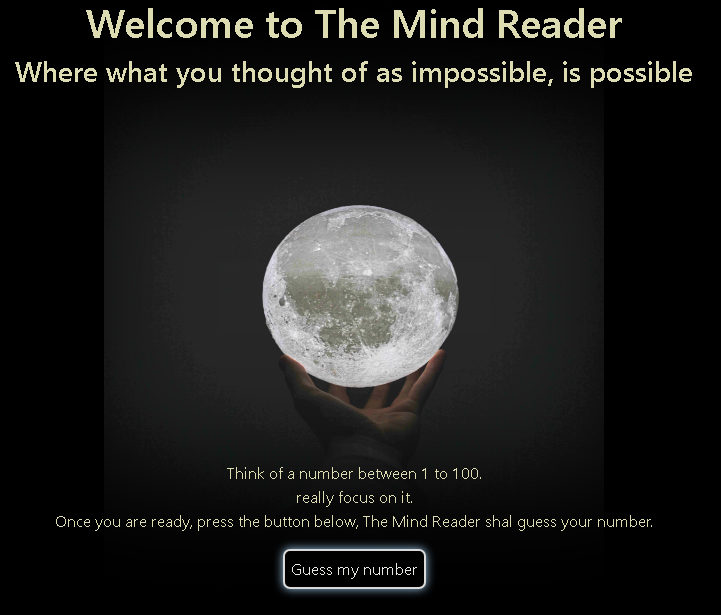 Welcome to The Mind Reader
Where what you thought of as impossible, is possible
Think of a number between 1 to 100.
really focus on it.
Once you are ready, press the button below, The Mind Reader shal guess your number.
Guess my number